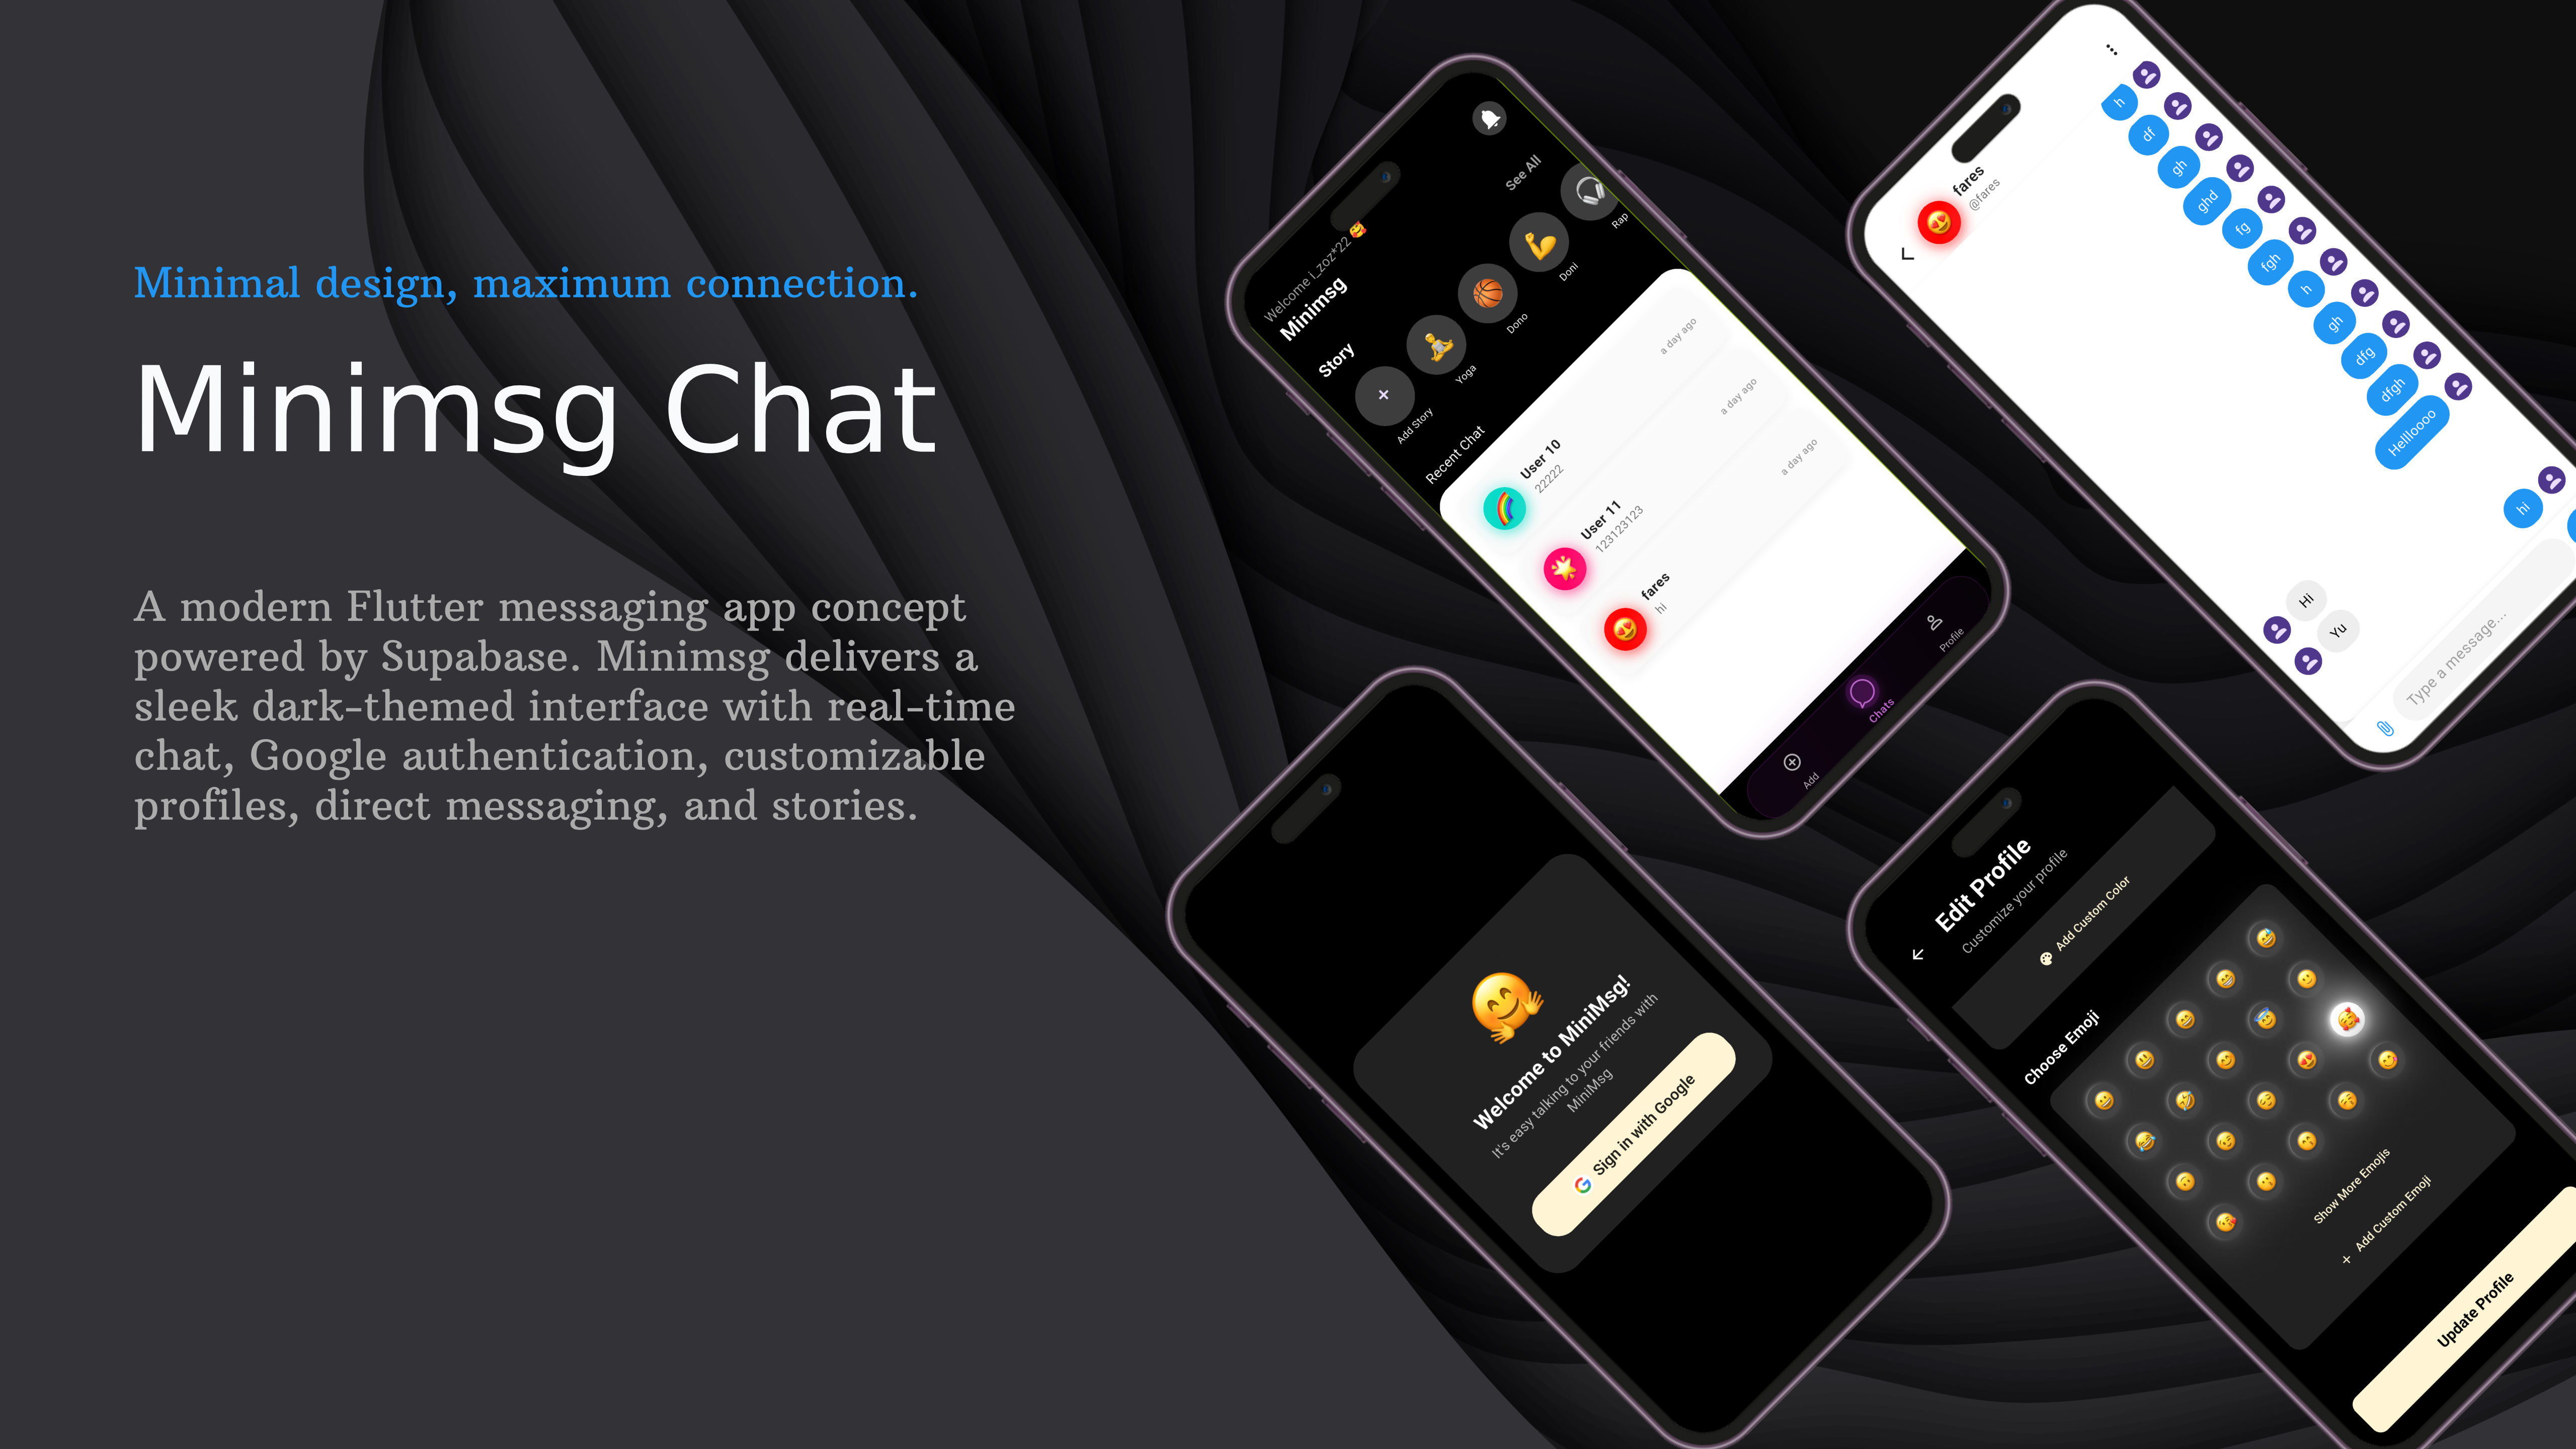 Minimal design, maximum connection.
Minimsg Chat
A modern Flutter messaging app concept
powered by Supabase. Minimsg delivers a
sleek dark-themed interface with real-time
chat, Google authentication, customizable
profiles, direct messaging, and stories.
Welcome i_zoz*22 🥰
Minimsg
Story
See All
Add Story
Yoga
Dono
Doni
Rap
Recent Chat
User 10
22222
a day ago
User 11
123123123
a day ago
fares
hi
a day ago
Add
Chats
Profile
fares
@fares
h
df
gh
ghd
fg
fgh
h
gh
dfg
dfgh
Hellloooo
hi
Hi
Yu
Type a message...
Welcome to MiniMsg!
It's easy talking to your friends with
MiniMsg
Sign in with Google
Edit Profile
Customize your profile
Add Custom Color
Choose Emoji
Show More Emojis
+ Add Custom Emoji
Update Profile